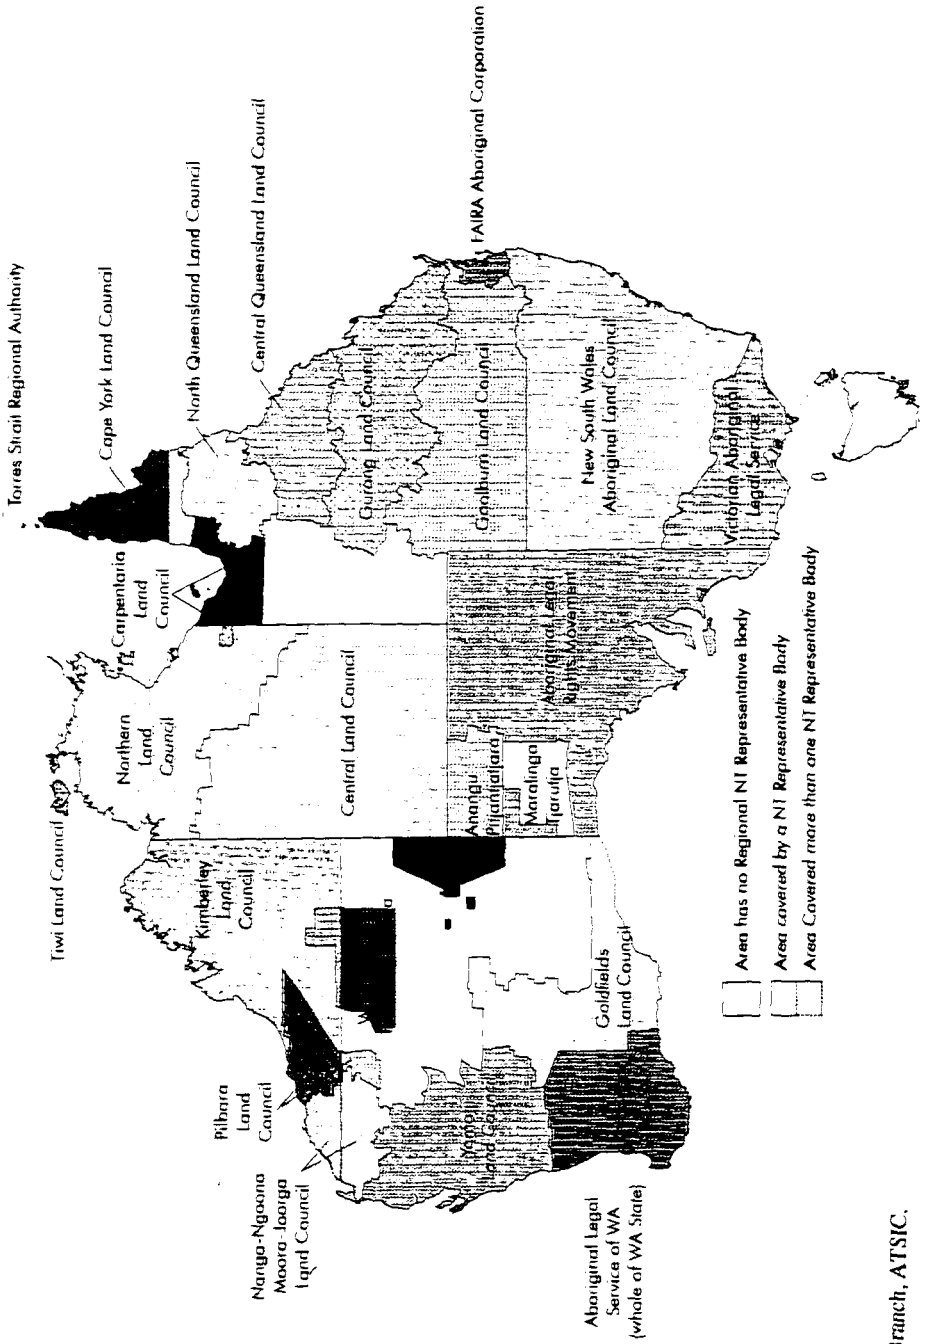 Torres Strait Regional Authority
Cape York Land Council
North Queensland Land Council
Central Queensland Land Council
FAIRA Aboriginal Corporation
Tiwi Land Council
Northern
Land
Council
Carpentaria
Land
Council
Kimberley
Land
Council
Central Land Council
Gurang Land Council
Goolburn Land Council
New South Wales
Aboriginal Land Council
Victorian Aboriginal
Legal Service
Aboriginal Legal
Rights Movement
Anangu
Pitjantjatjara
Maralinga
Tjarutja
Pilbara
Land
Council
Nanga-Ngoona
Moora-Joorga
Land Council
Yamatji
Land Council
Goldfields
Land Council
Aboriginal Legal
Service of WA
(whole of WA State)
Area has no Regional NT Representative Body
Area covered by a NT Representative Body
Area Covered more than one NT Representative Body
ranch, ATSIC.